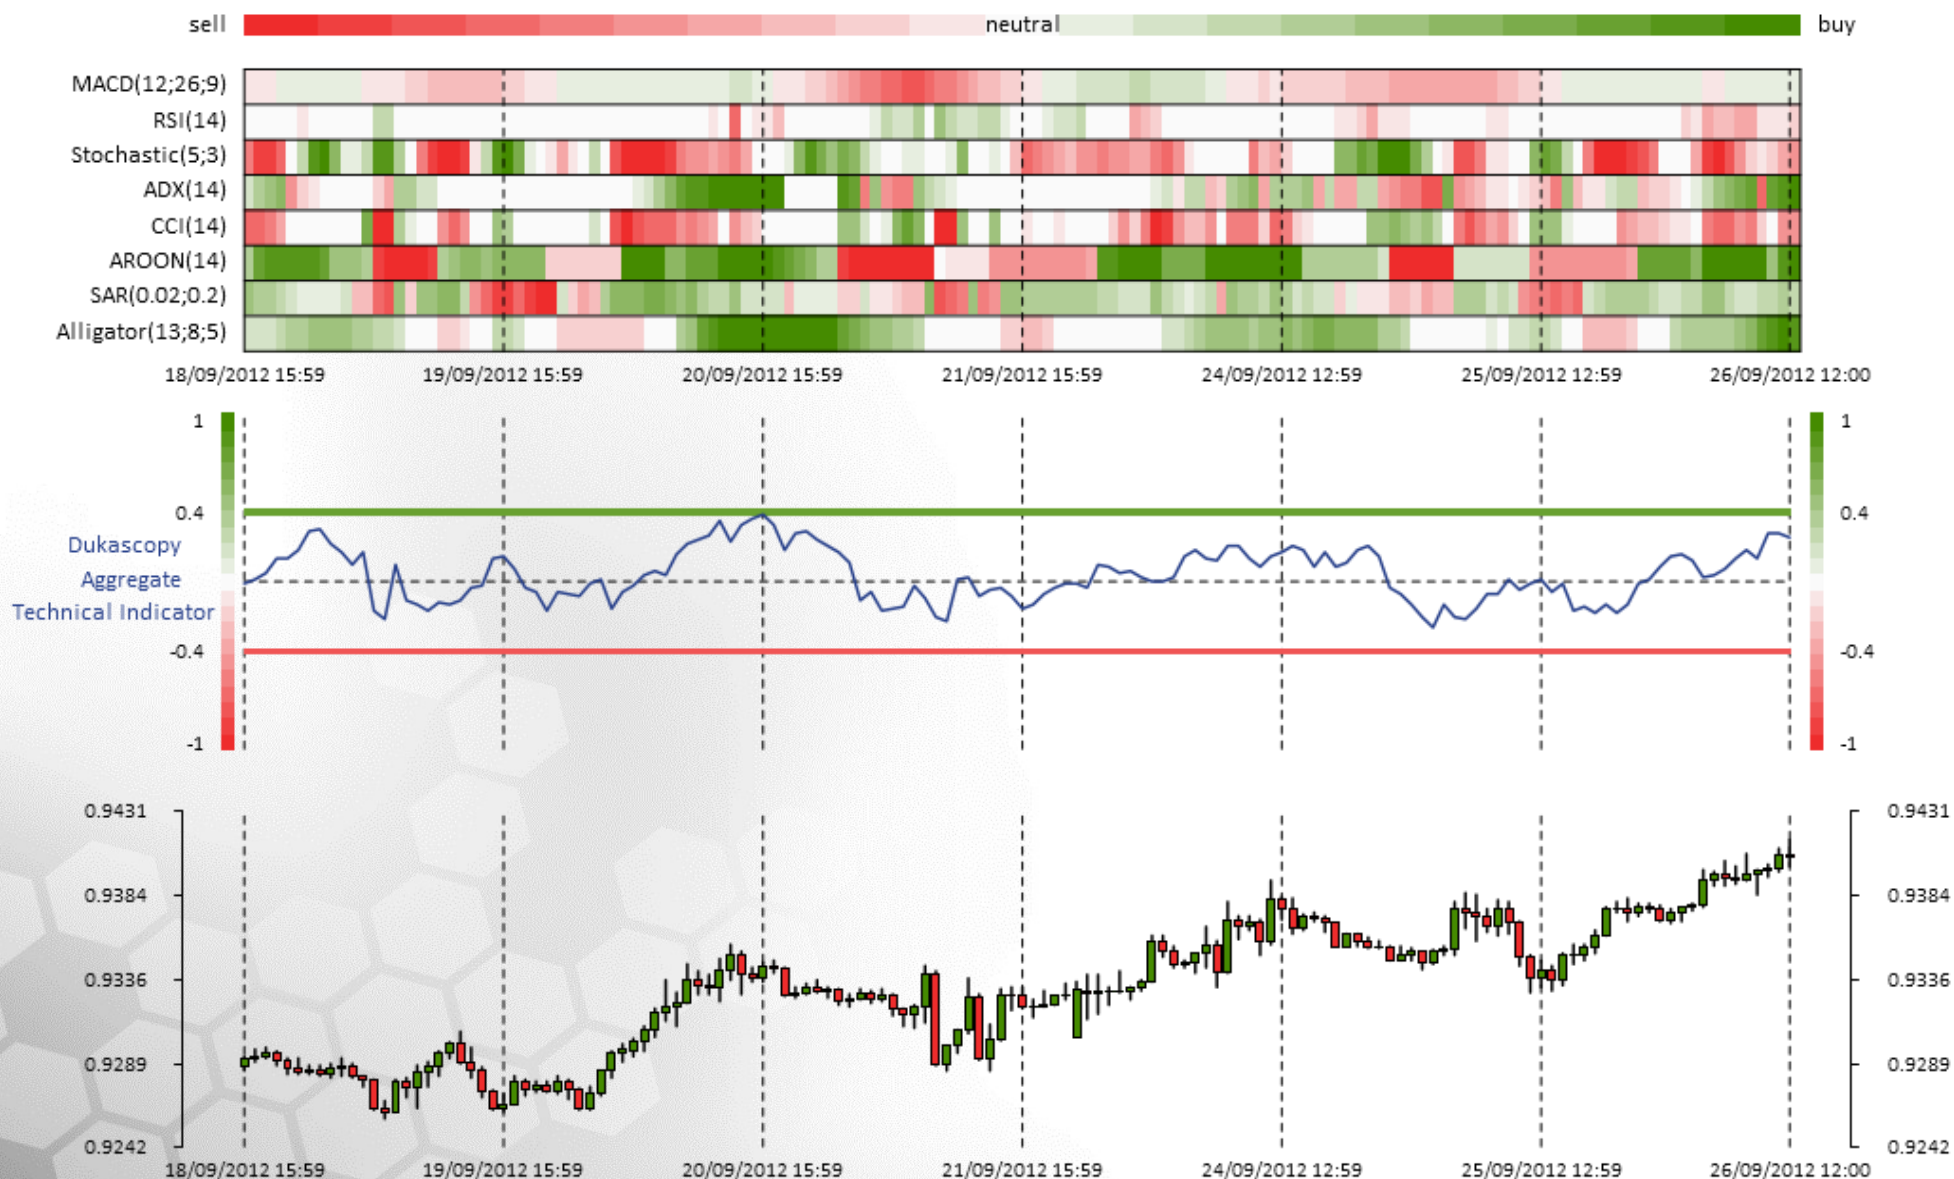 sell neutral buy
MACD(12;26;9)
RSI(14)
Stochastic(5;3)
ADX(14)
CCI(14)
AROON(14)
SAR(0.02;0.2)
Alligator(13;8;5)
18/09/2012 15:59 19/09/2012 15:59 20/09/2012 15:59 21/09/2012 15:59 24/09/2012 12:59 25/09/2012 12:59 26/09/2012 12:00
1 1
0.4 0.4
Dukascopy
Aggregate
Technical Indicator
-0.4 -0.4
-1 -1
0.9431 0.9431
0.9384 0.9384
0.9336 0.9336
0.9289 0.9289
0.9242 0.9242
18/09/2012 15:59 19/09/2012 15:59 20/09/2012 15:59 21/09/2012 15:59 24/09/2012 12:59 25/09/2012 12:59 26/09/2012 12:00